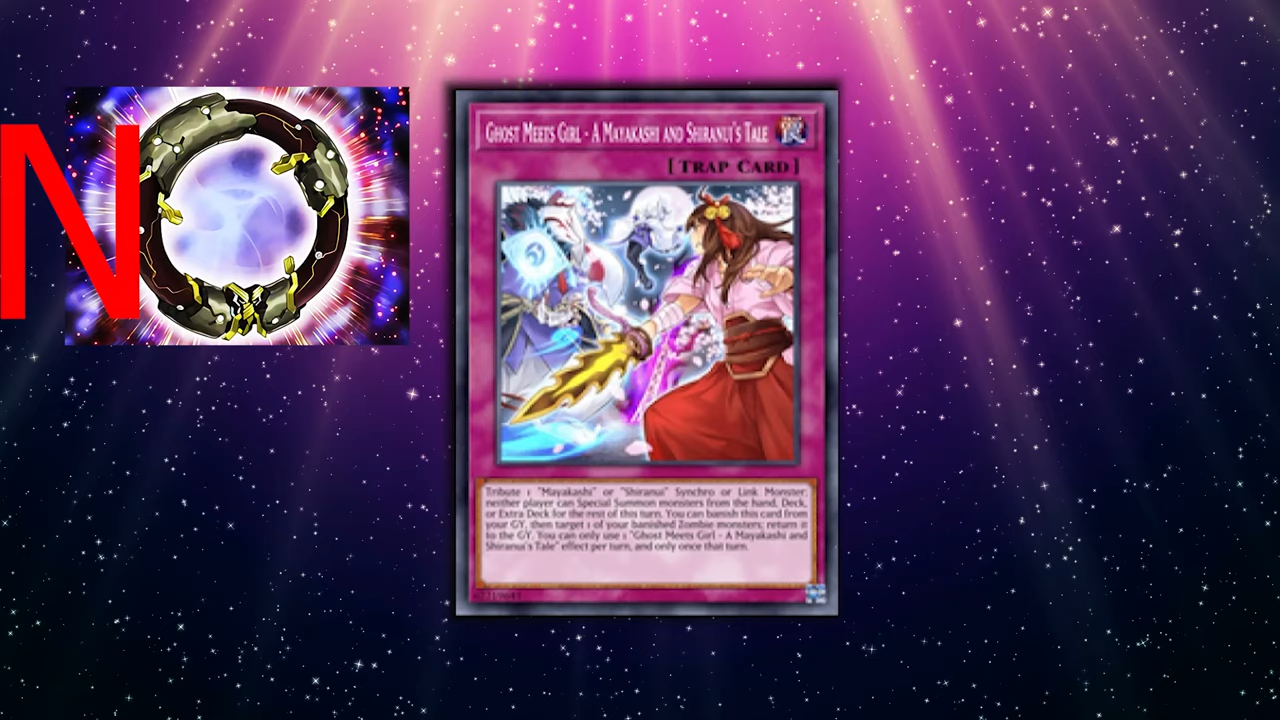 N
Ghost Meets Girl - A Mayakashi and Shiranui's Tale
[Trap Card]
Tribute 1 "Mayakashi" or "Shiranui" Synchro or Link Monster;
neither player can Special Summon monsters from the hand, Deck,
or Extra Deck for the rest of this turn. You can banish this card from
your GY, then target 1 of your banished Zombie monsters; return it
to the GY. You can only use 1 "Ghost Meets Girl - A Mayakashi and
Shiranui's Tale" effect per turn, and only once that turn.